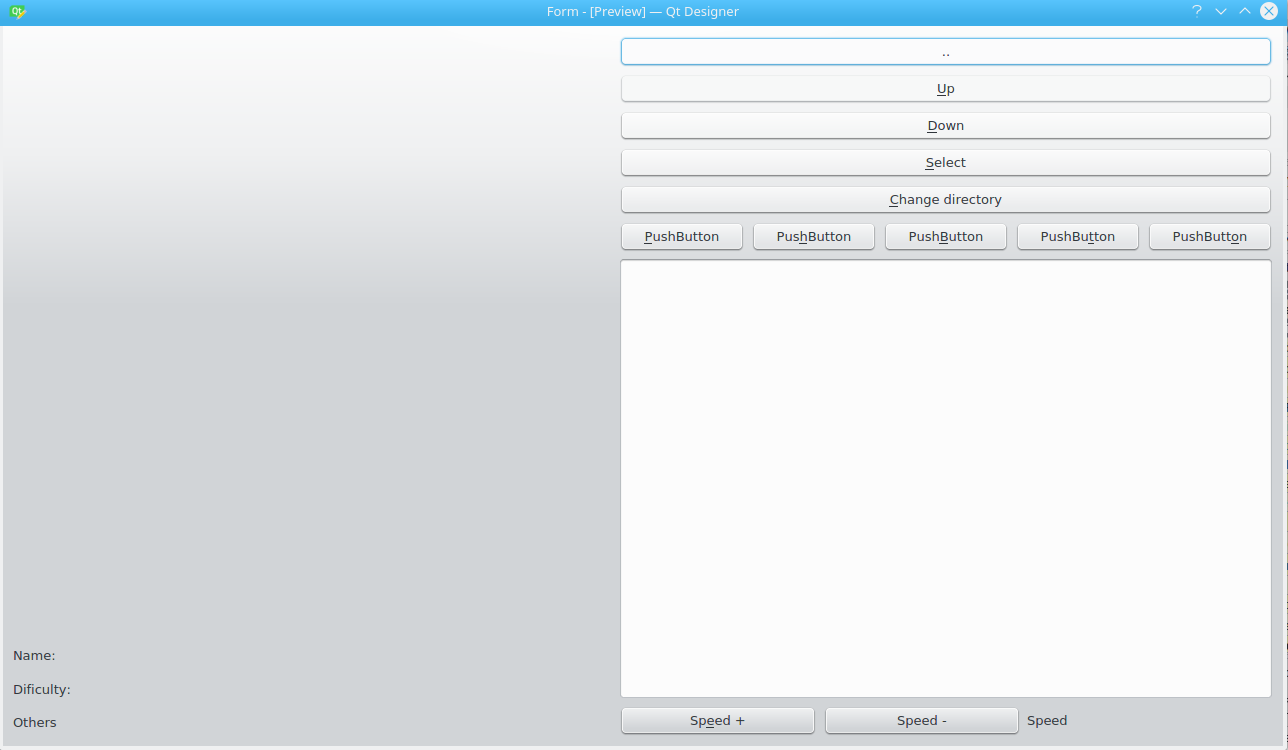 Form - [Preview] — Qt Designer
..
Up
Down
Select
Change directory
PushButton PushButton PushButton PushButton PushButton
Name:
Dificulty:
Others
Speed + Speed - Speed